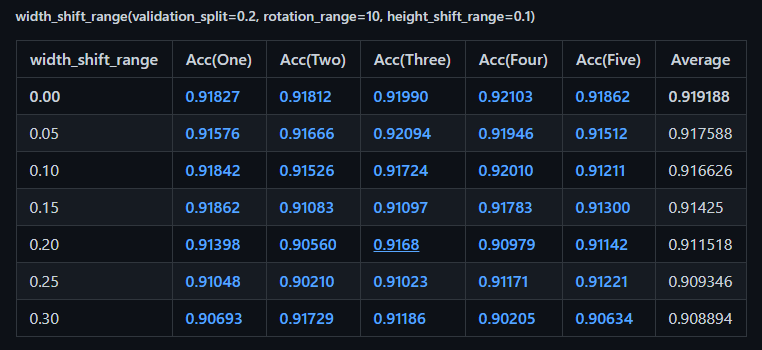 width_shift_range(validation_split=0.2, rotation_range=10, height_shift_range=0.1)
width_shift_range Acc(One) Acc(Two) Acc(Three) Acc(Four) Acc(Five) Average
0.00 0.91827 0.91812 0.91990 0.92103 0.91862 0.919188
0.05 0.91576 0.91666 0.92094 0.91946 0.91512 0.917588
0.10 0.91842 0.91526 0.91724 0.92010 0.91211 0.916626
0.15 0.91862 0.91083 0.91097 0.91783 0.91300 0.91425
0.20 0.91398 0.90560 0.9168 0.90979 0.91142 0.911518
0.25 0.91048 0.90210 0.91023 0.91171 0.91221 0.909346
0.30 0.90693 0.91729 0.91186 0.90205 0.90634 0.908894